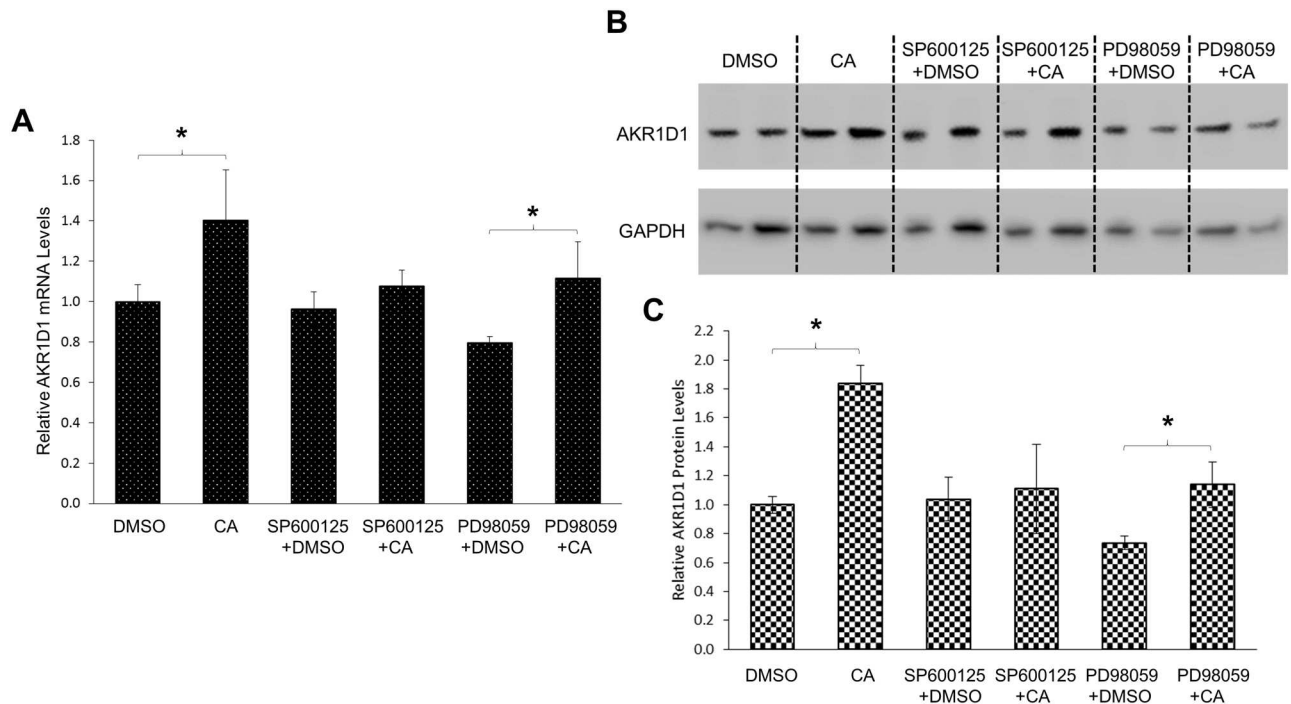 A
Relative AKR1D1 mRNA Levels
1.8
1.6
1.4
1.2
1.0
0.8
0.6
0.4
0.2
0.0
*
*
DMSO
CA
SP600125
+DMSO
SP600125
+CA
PD98059
+DMSO
PD98059
+CA
B
DMSO
CA
SP600125
+DMSO
SP600125
+CA
PD98059
+DMSO
PD98059
+CA
AKR1D1
GAPDH
C
Relative AKR1D1 Protein Levels
2.2
2.0
1.8
1.6
1.4
1.2
1.0
0.8
0.6
0.4
0.2
0.0
*
*
DMSO
CA
SP600125
+DMSO
SP600125
+CA
PD98059
+DMSO
PD98059
+CA